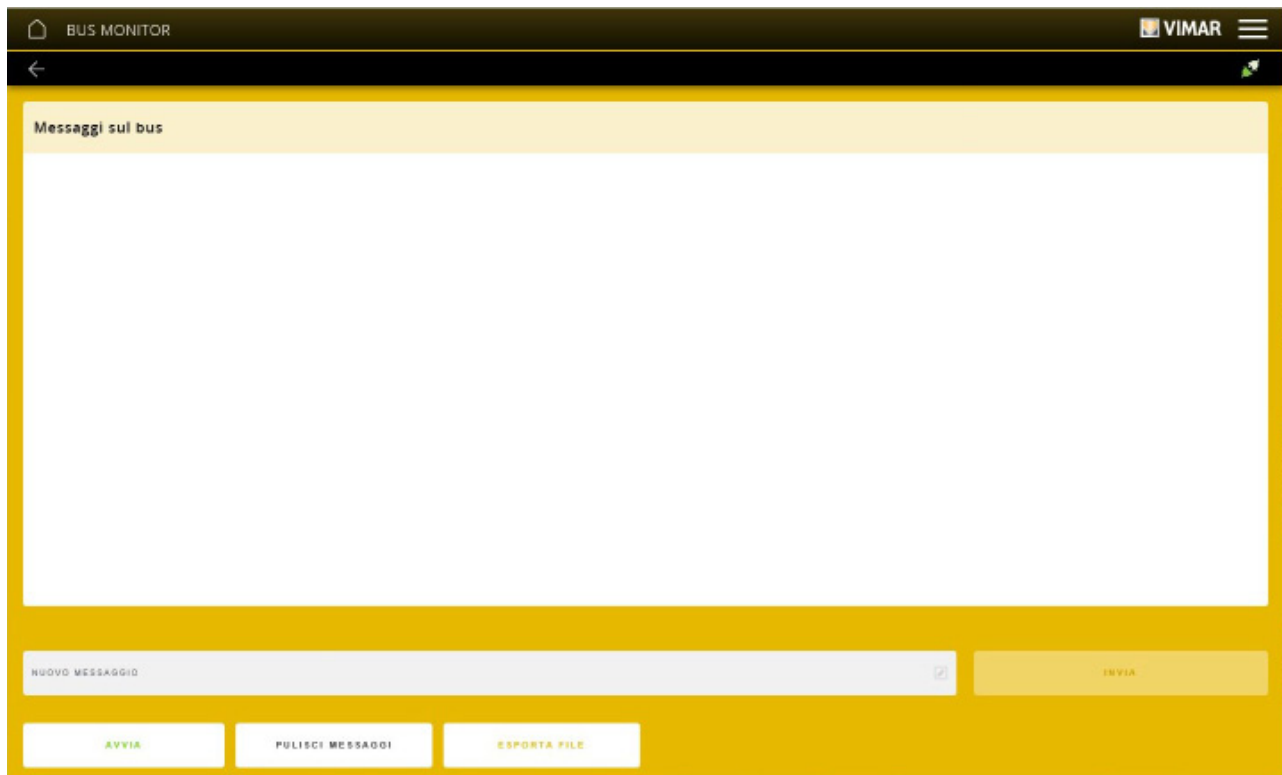 BUS MONITOR
VIMAR
Messaggi sul bus
NUOVO MESSAGGIO
INVIA
AVVIA
PULISCI MESSAGGI
ESPORTA FILE